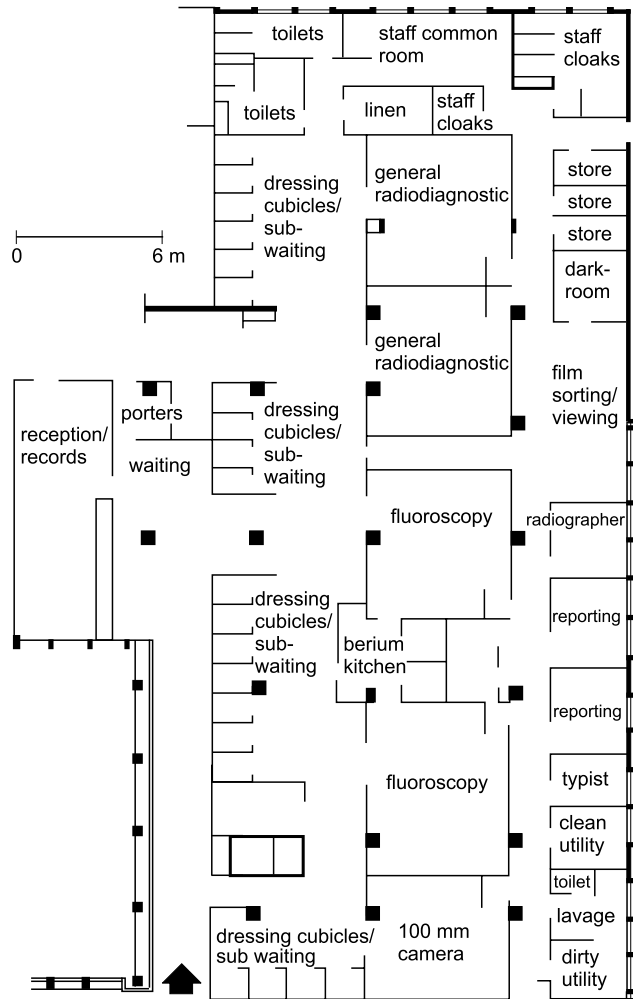 toilets
staff common
room
staff
cloaks
toilets
linen
staff
cloaks
dressing
cubicles/
sub-
waiting
general
radiodiagnostic
store
store
store
dark-
room
0
6 m
general
radiodiagnostic
film
sorting/
viewing
porters
reception/
records
waiting
dressing
cubicles/
sub-
waiting
fluoroscopy
radiographer
dressing
cubicles/
sub-
waiting
berium
kitchen
reporting
reporting
fluoroscopy
typist
clean
utility
toilet
lavage
dirty
utility
dressing cubicles/
sub waiting
100 mm
camera